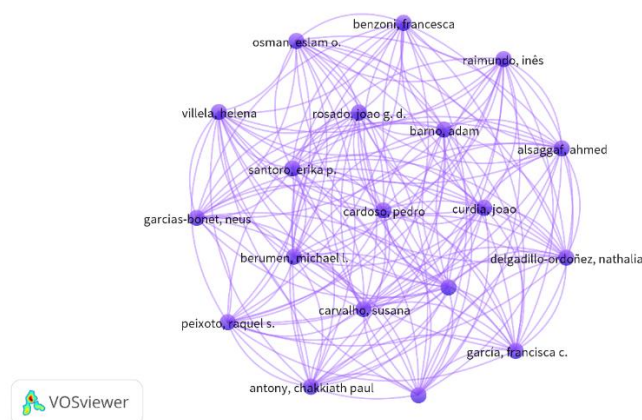 benzoni, francesca
osman, eslam o.
raimundo, inês
villela, helena
rosado, joao g. d.
barno, adam
alsaggaf, ahmed
santoro, erika p.
garcias-bonet, neus
cardoso, pedro
curdia, joao
berumen, michael l.
delgadillo-ordoñez, nathalia
carvalho, susana
peixoto, raquel s.
garcia, francisca c.
antony, chakkiath paul
VOSviewer